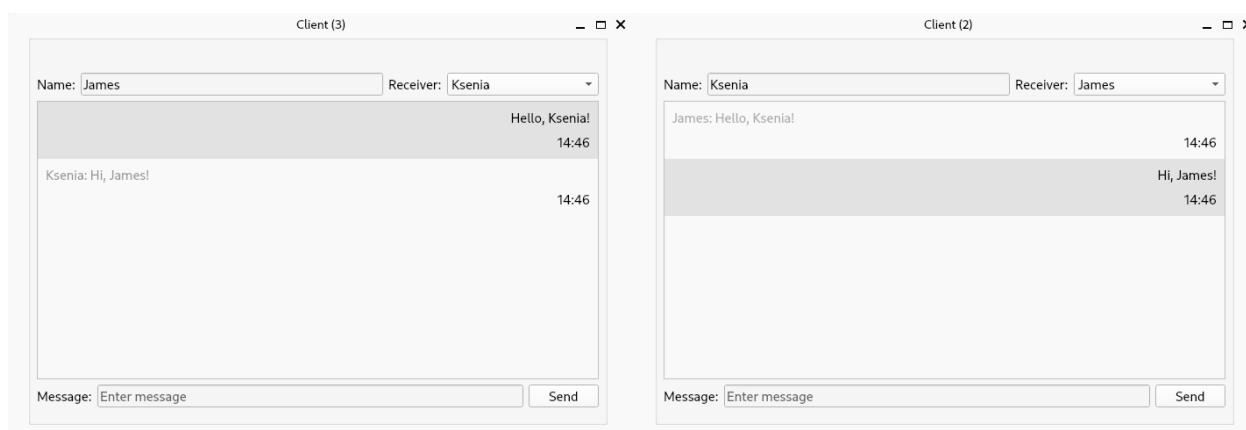 Client (3)
Name: James Receiver: Ksenia
Hello, Ksenia!
14:46
Ksenia: Hi, James!
14:46
Message: Enter message Send
Client (2)
Name: Ksenia Receiver: James
James: Hello, Ksenia!
14:46
Hi, James!
14:46
Message: Enter message Send